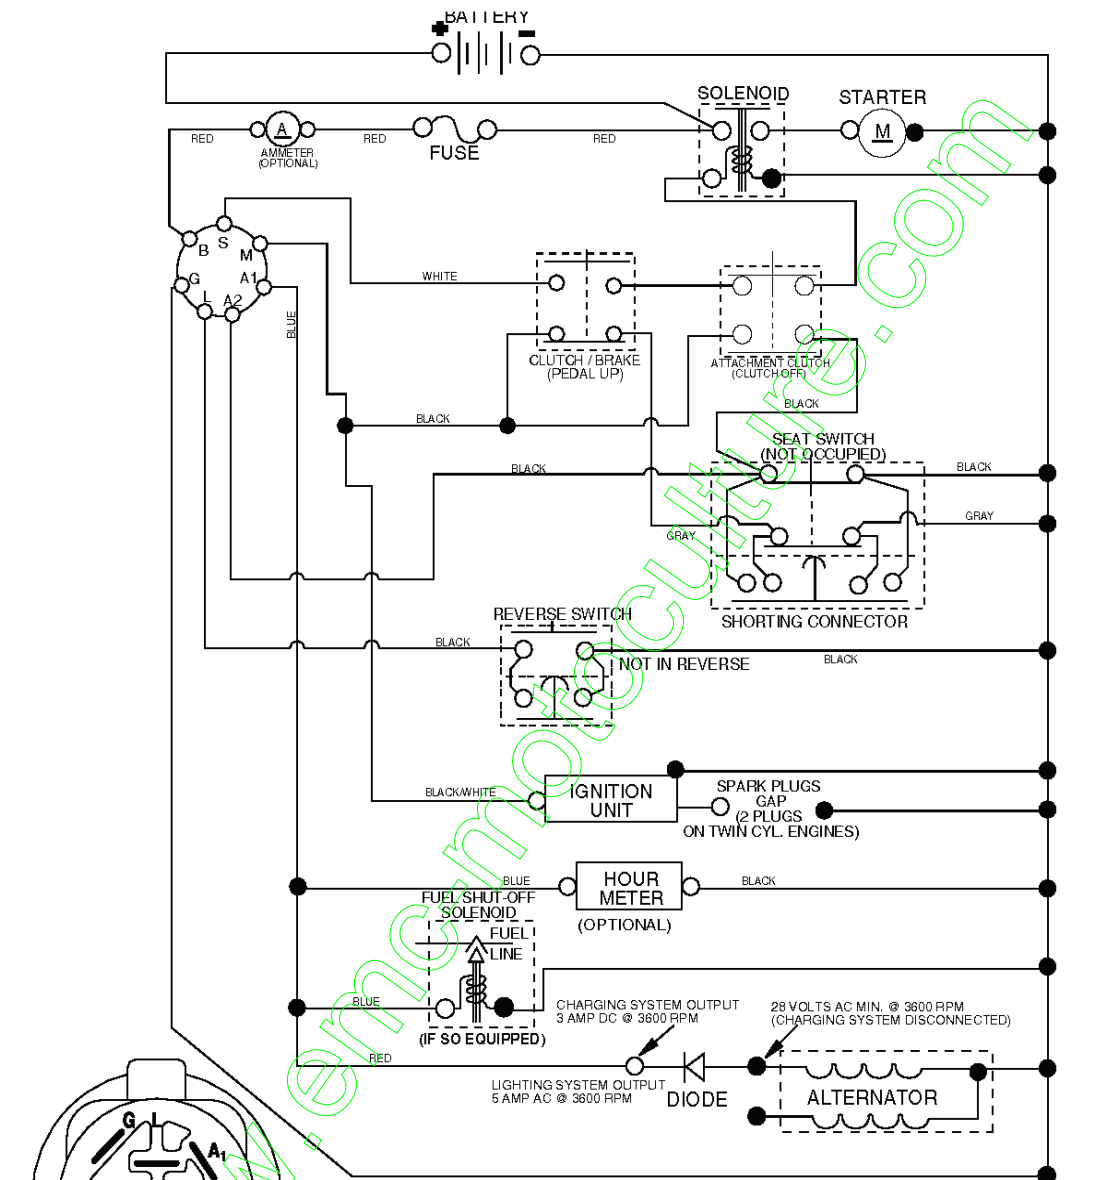 BATTERY
SOLENOID
STARTER
M
A
RED
RED
RED
AMMETER
(OPTIONAL)
FUSE
B
S
M
G
A1
L
A2
WHITE
BLUE
CLUTCH / BRAKE
(PEDAL UP)
ATTACHMENT CLUTCH
(CLUTCH OFF)
BLACK
BLACK
SEAT SWITCH
(NOT OCCUPIED)
BLACK
BLACK
GRAY
GRAY
SHORTING CONNECTOR
REVERSE SWITCH
BLACK
NOT IN REVERSE
BLACK
BLACK/WHITE
IGNITION
UNIT
SPARK PLUGS
GAP
(2 PLUGS
ON TWIN CYL. ENGINES)
BLUE
HOUR
METER
BLACK
(OPTIONAL)
FUEL SHUT-OFF
SOLENOID
FUEL
LINE
BLUE
(IF SO EQUIPPED)
CHARGING SYSTEM OUTPUT
3 AMP DC @ 3600 RPM
28 VOLTS AC MIN. @ 3600 RPM
(CHARGING SYSTEM DISCONNECTED)
RED
LIGHTING SYSTEM OUTPUT
5 AMP AC @ 3600 RPM
DIODE
ALTERNATOR
G
L
A1
w.emc-motoculture.com